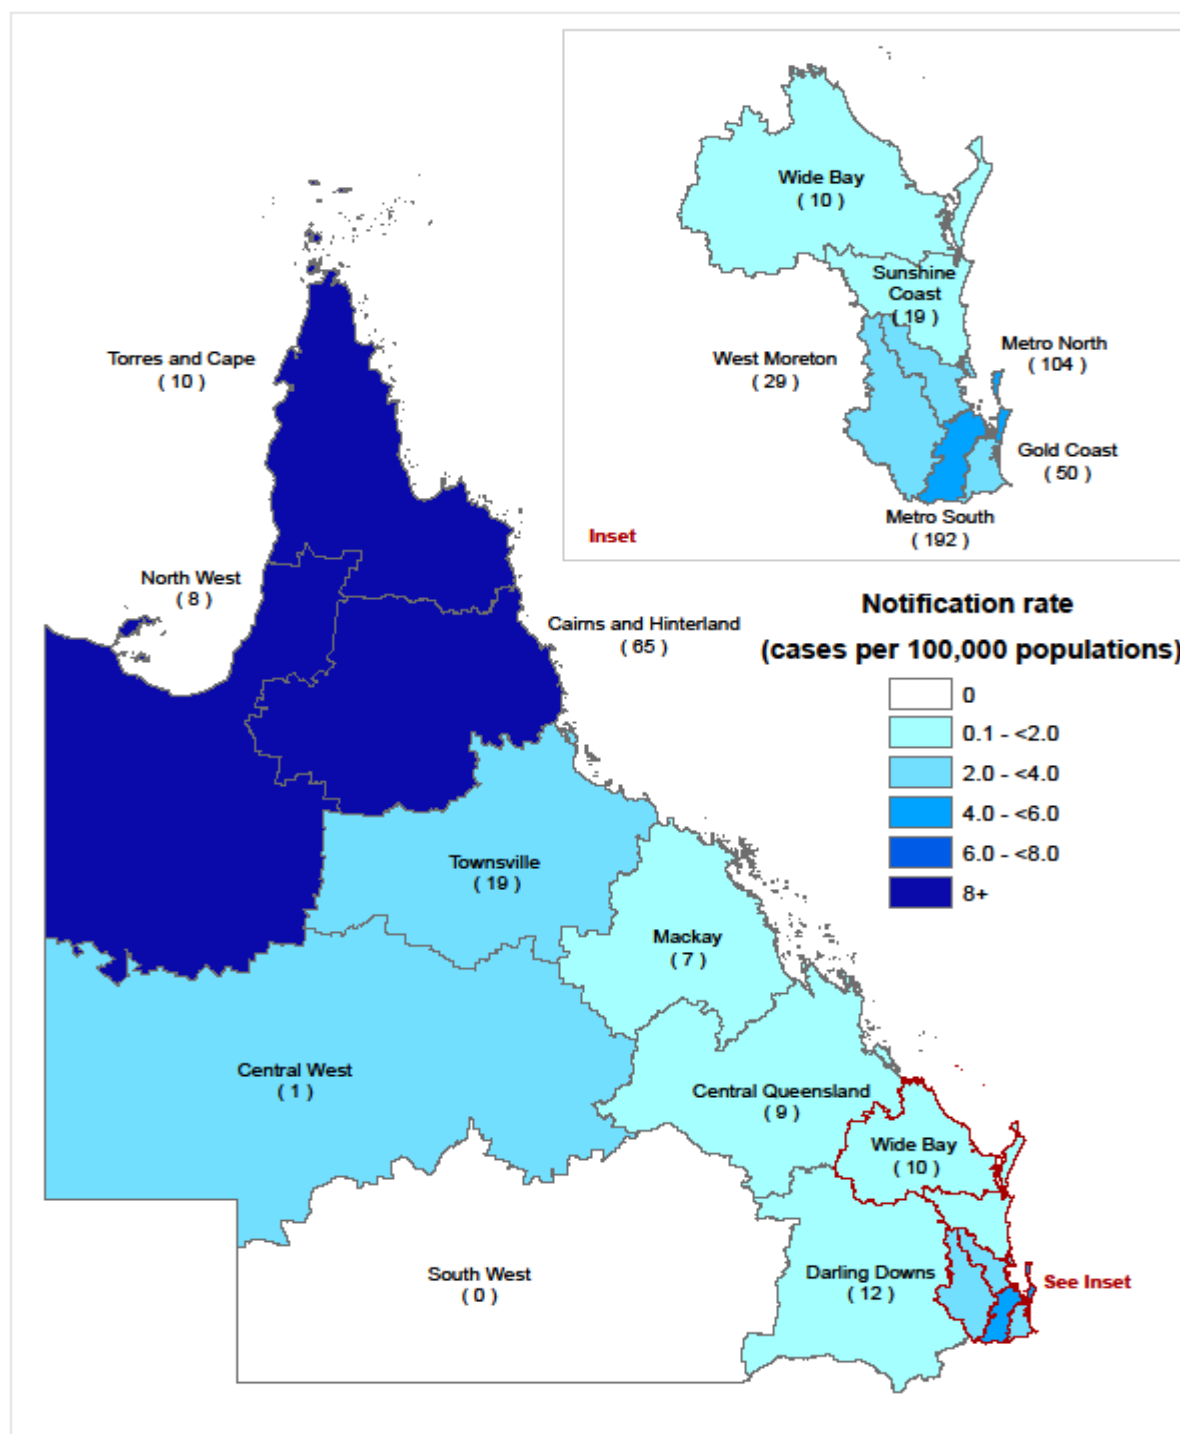 Wide Bay
( 10 )
Sunshine
Coast
( 19 )
Metro North
( 104 )
West Moreton
( 29 )
Gold Coast
( 50 )
Metro South
( 192 )
Inset
Torres and Cape
( 10 )
North West
( 8 )
Cairns and Hinterland
( 65 )
Notification rate
(cases per 100,000 populations)
0
0.1 - <2.0
2.0 - <4.0
4.0 - <6.0
6.0 - <8.0
8+
Townsville
( 19 )
Mackay
( 7 )
Central West
( 1 )
Central Queensland
( 9 )
Wide Bay
( 10 )
South West
( 0 )
Darling Downs
( 12 )
See Inset